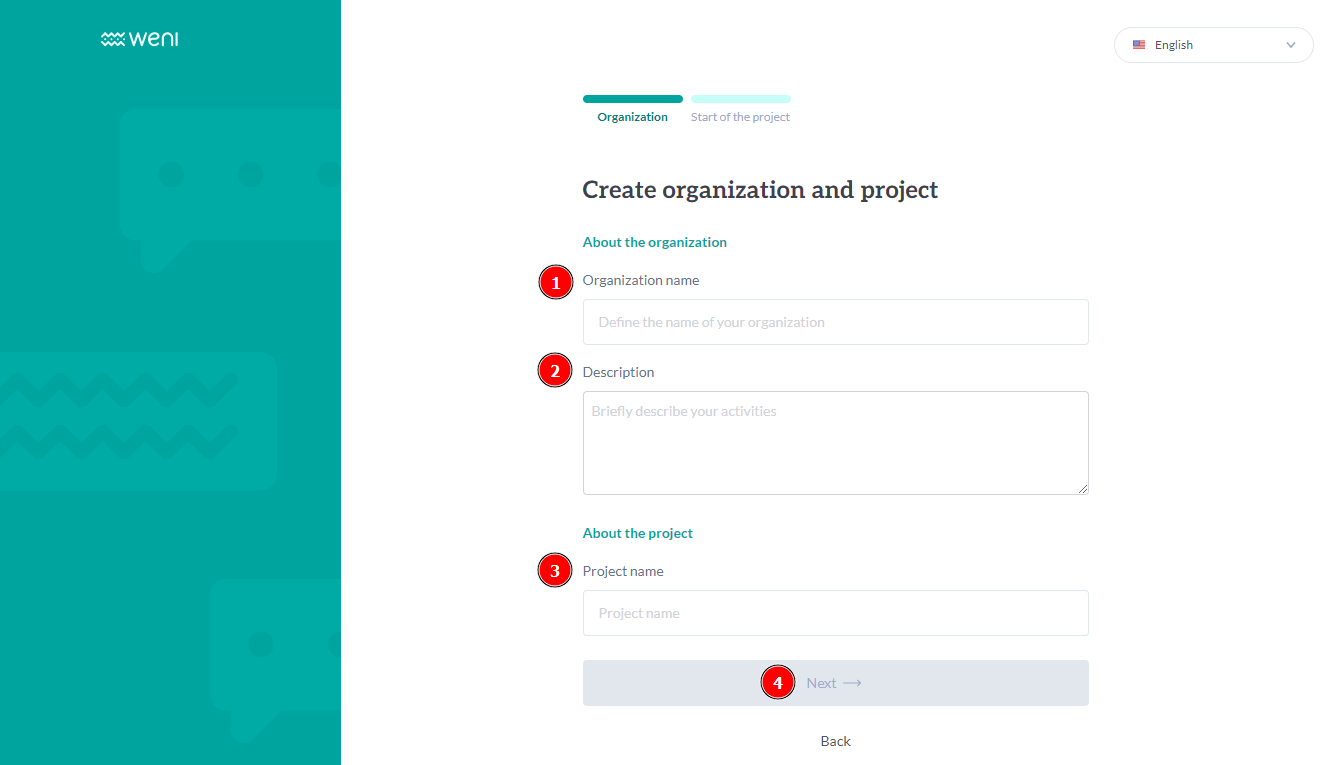 weni
English
Organization Start of the project
Create organization and project
About the organization
1 Organization name
Define the name of your organization
2 Description
Briefly describe your activities
About the project
3 Project name
Project name
4 Next →
Back